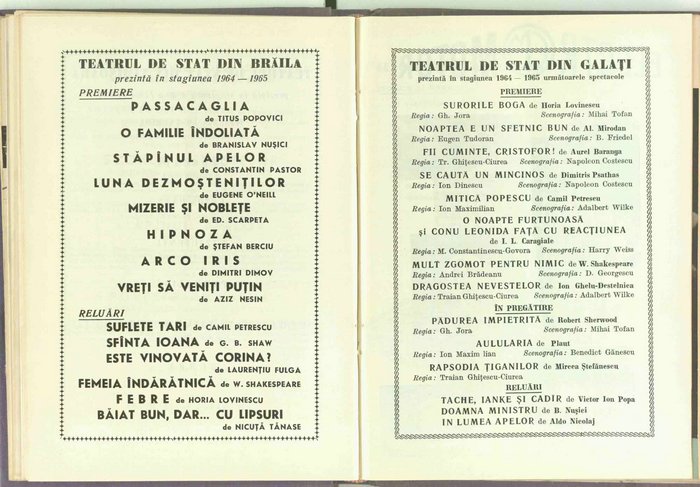 TEATRUL DE STAT DIN BRĂILA
prezintă în stagiunea 1964 — 1965
PREMIERE
PASSACAGLIA
de TITUS POPOVICI
O FAMILIE ÎNDOLIATĂ
de BRANISLAV NUȘICI
STĂPÎNUL APELOR
de CONSTANTIN PASTOR
LUNA DEZMOȘTENIȚILOR
de EUGENE O'NEILL
MIZERIE ȘI NOBLEȚE
de ED. SCARPETA
HIPNOZA
de ȘTEFAN BERCIU
ARCO IRIS
de DIMITRI DIMOV
VREȚI SĂ VENIȚI PUȚIN
de AZIZ NESIN
RELUĂRI
SUFLETE TARI de CAMIL PETRESCU
SFÎNTA IOANA de G. B. SHAW
ESTE VINOVATĂ CORINA?
de LAURENȚIU FULGA
FEMEIA ÎNDĂRĂTNICĂ de W. SHAKESPEARE
FEBRE de HORIA LOVINESCU
BĂIAT BUN, DAR... CU LIPSURI
de NICUȚĂ TĂNASE
TEATRUL DE STAT DIN GALAȚI
prezintă în stagiunea 1964 — 1965 următoarele spectacole
PREMIERE
SURORILE BOGA de Horia Lovinescu
Regia: Gh. Jora Scenografia: Mihai Tofan
NOAPTEA E UN SFETNIC BUN de Al. Mirodan
Regia: Eugen Tudoran Scenografia: B. Friedel
FII CUMINTE, CRISTOFOR! de Aurel Baranga
Regia: Tr. Ghițescu-Ciurea Scenografia: Napoleon Costescu
SE CAUTĂ UN MINCINOS de Dimitris Psathas
Regia: Ion Dinescu Scenografia: Napoleon Costescu
MITICĂ POPESCU de Camil Petrescu
Regia: Ion Maximilian Scenografia: Adalbert Wilke
O NOAPTE FURTUNOASĂ
și CONU LEONIDA FAȚĂ CU REACȚIUNEA
de I. L. Caragiale
Regia: M. Constantinescu-Govora Scenografia: Harry Weiss
MULT ZGOMOT PENTRU NIMIC de W. Shakespeare
Regia: Andrei Brădeanu Scenografia: D. Georgescu
DRAGOSTEA NEVESTELOR de Ion Ghelu-Destelnica
Regia: Traian Ghițescu-Ciurea Scenografia: Adalbert Wilke
ÎN PREGĂTIRE
PĂDUREA ÎMPIETRITĂ de Robert Sherwood
Regia: Gh. Jora Scenografia: Mihai Tofan
AULULARIA de Plaut
Regia: Ion Maxim lian Scenografia: Benedict Gănescu
RAPSODIA ȚIGANILOR de Mircea Ștefănescu
Regia: Traian Ghițescu-Ciurea
RELUĂRI
TACHE, IANKE ȘI CADÎR de Victor Ion Popa
DOAMNA MINISTRU de B. Nușici
IN LUMEA APELOR de Aldo Nicolaj